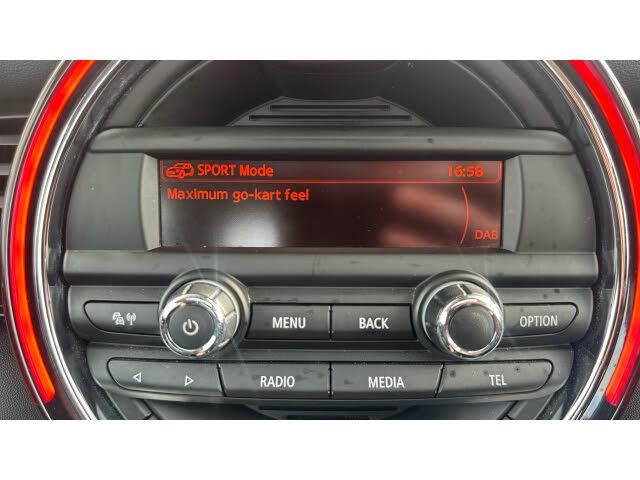 SPORT Mode 16:58
Maximum go-kart feel
DAB
MENU BACK OPTION
RADIO MEDIA TEL